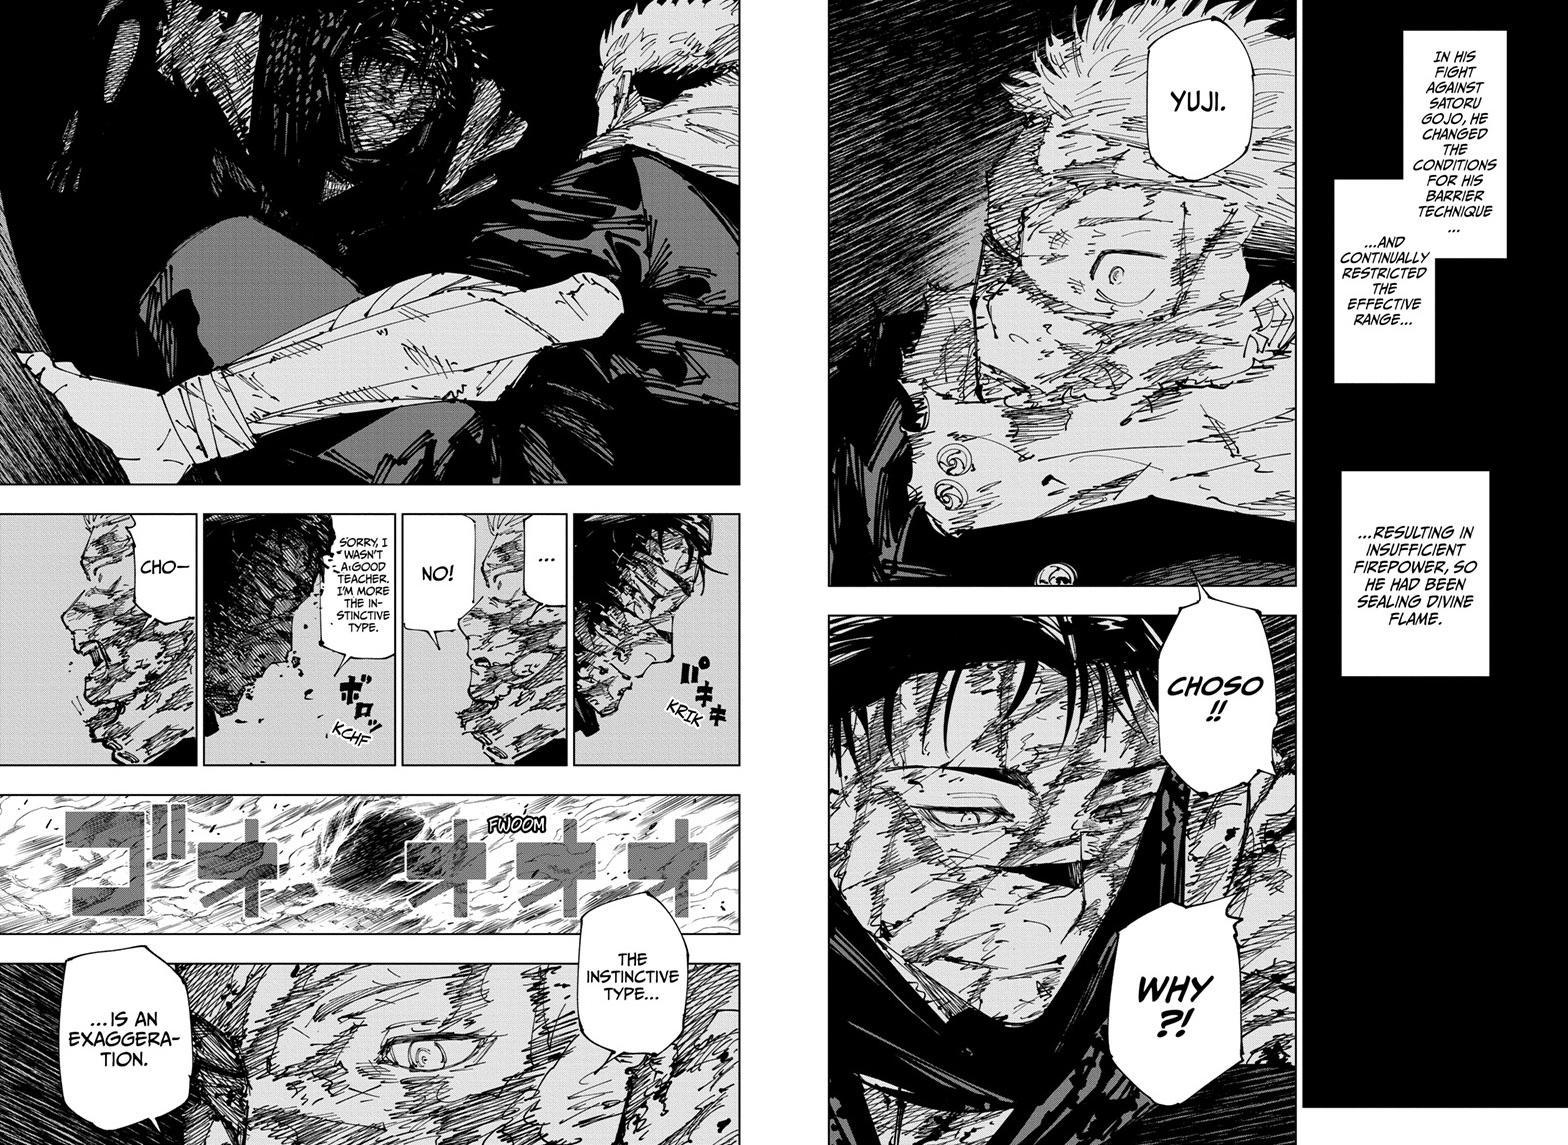 IN HIS
FIGHT
AGAINST
SATORU
GOJO, HE
CHANGED
THE
CONDITIONS
FOR HIS
BARRIER
TECHNIQUE
...
...AND
CONTINUALLY
RESTRICTED
THE
EFFECTIVE
RANGE...
...RESULTING IN
INSUFFICIENT
FIREPOWER, SO
HE HAD BEEN
SEALING DIVINE
FLAME.
YUJI.
CHOSO
!!
WHY
?!
...
パキキキ
KRIK
NO!
SORRY, I
WASN'T
A GOOD
TEACHER.
I'M MORE
THE IN-
STINCTIVE
TYPE.
ボロッ
KCHF
CHO–
FWOOM
ゴォオオオ
THE
INSTINCTIVE
TYPE...
...IS AN
EXAGGERA-
TION.